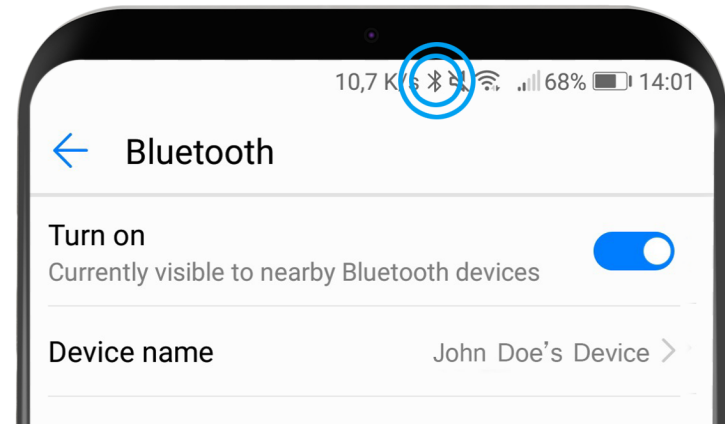 10,7 K/s 68% 14:01
Bluetooth
Turn on
Currently visible to nearby Bluetooth devices
Device name John Doe's Device